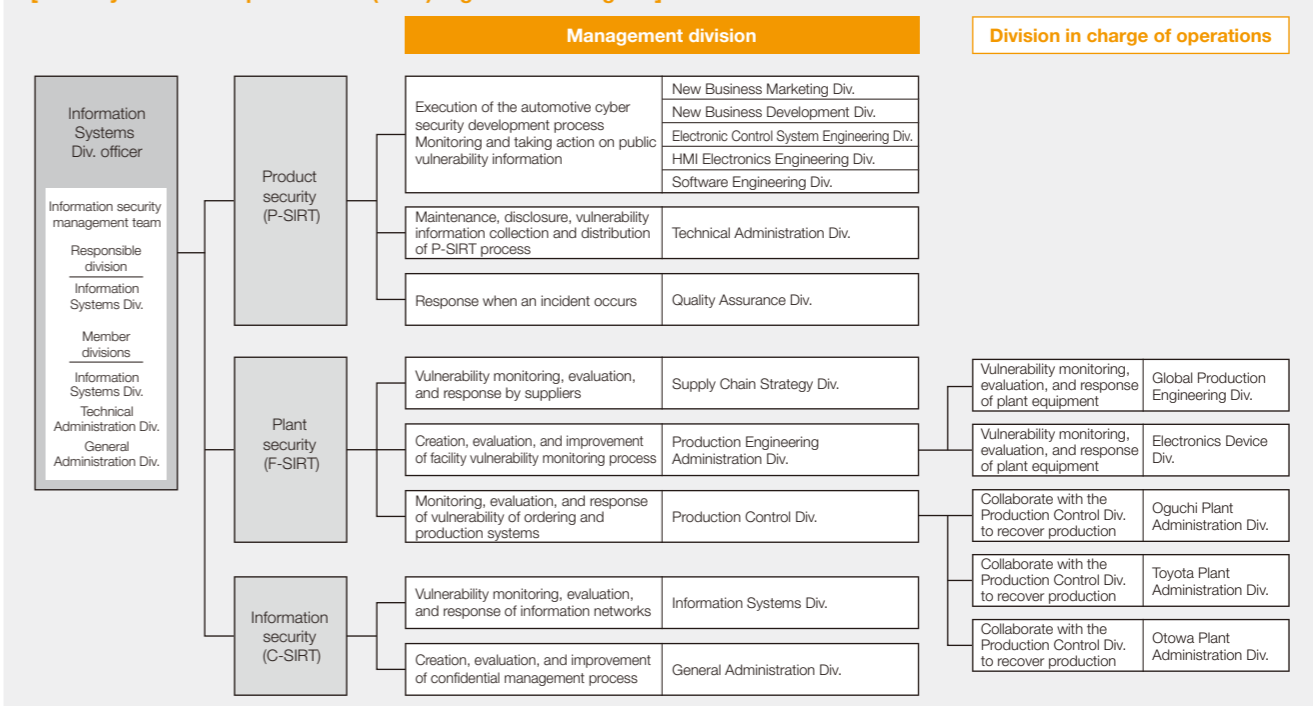 Management division
Division in charge of operations
Information
Systems
Div. officer
Information security
management team
Responsible
division
Information
Systems Div.
Member
divisions
Information
Systems Div.
Technical
Administration Div.
General
Administration Div.
Product
security
(P-SIRT)
Execution of the automotive cyber
security development process
Monitoring and taking action on public
vulnerability information
New Business Marketing Div.
New Business Development Div.
Electronic Control System Engineering Div.
HMI Electronics Engineering Div.
Software Engineering Div.
Maintenance, disclosure, vulnerability
information collection and distribution
of P-SIRT process
Technical Administration Div.
Response when an incident occurs
Quality Assurance Div.
Plant
security
(F-SIRT)
Vulnerability monitoring, evaluation,
and response by suppliers
Supply Chain Strategy Div.
Creation, evaluation, and improvement
of facility vulnerability monitoring process
Production Engineering
Administration Div.
Monitoring, evaluation, and response
of vulnerability of ordering and
production systems
Production Control Div.
Vulnerability monitoring,
evaluation, and response
of plant equipment
Global Production
Engineering Div.
Vulnerability monitoring,
evaluation, and response
of plant equipment
Electronics Device
Div.
Collaborate with the
Production Control Div.
to recover production
Oguchi Plant
Administration Div.
Collaborate with the
Production Control Div.
to recover production
Toyota Plant
Administration Div.
Collaborate with the
Production Control Div.
to recover production
Otowa Plant
Administration Div.
Information
security
(C-SIRT)
Vulnerability monitoring, evaluation,
and response of information networks
Information Systems Div.
Creation, evaluation, and improvement
of confidential management process
General Administration Div.